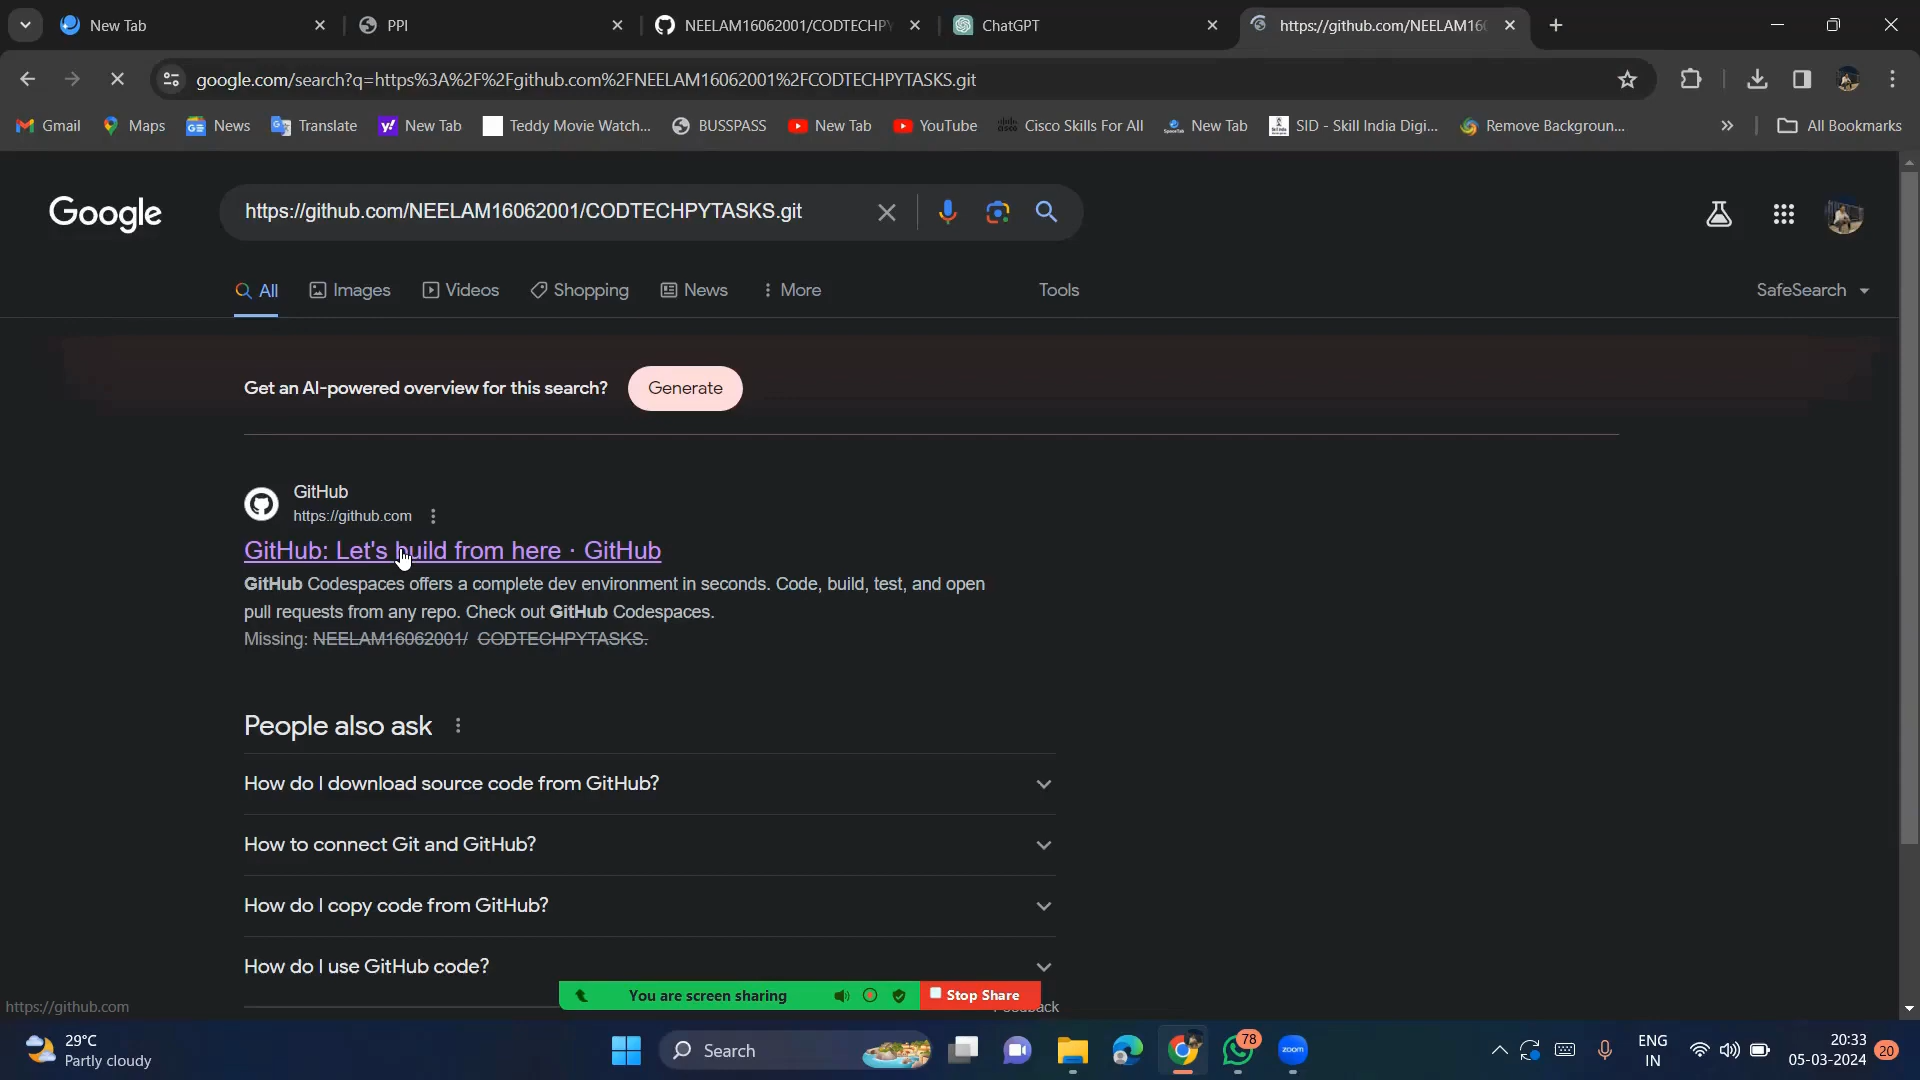 New Tab
PPI
NEELAM16062001/CODTECHPY
ChatGPT
https://github.com/NEELAM160
google.com/search?q=https%3A%2F%2Fgithub.com%2FNEELAM16062001%2FCODTECHPYTASKS.git
Gmail
Maps
News
Translate
New Tab
Teddy Movie Watch...
BUSSPASS
New Tab
YouTube
Cisco Skills For All
New Tab
SID - Skill India Digi...
Remove Backgroun...
All Bookmarks
Google
https://github.com/NEELAM16062001/CODTECHPYTASKS.git
All
Images
Videos
Shopping
News
More
Tools
SafeSearch
Get an AI-powered overview for this search?
Generate
GitHub
https://github.com
GitHub: Let's build from here · GitHub
GitHub Codespaces offers a complete dev environment in seconds. Code, build, test, and open
pull requests from any repo. Check out GitHub Codespaces.
Missing: NEELAM16062001/ CODTECHPYTASKS.
People also ask
How do I download source code from GitHub?
How to connect Git and GitHub?
How do I copy code from GitHub?
How do I use GitHub code?
You are screen sharing
Stop Share
https://github.com
29°C
Partly cloudy
Search
78
zoom
ENG
IN
20:33
05-03-2024
20